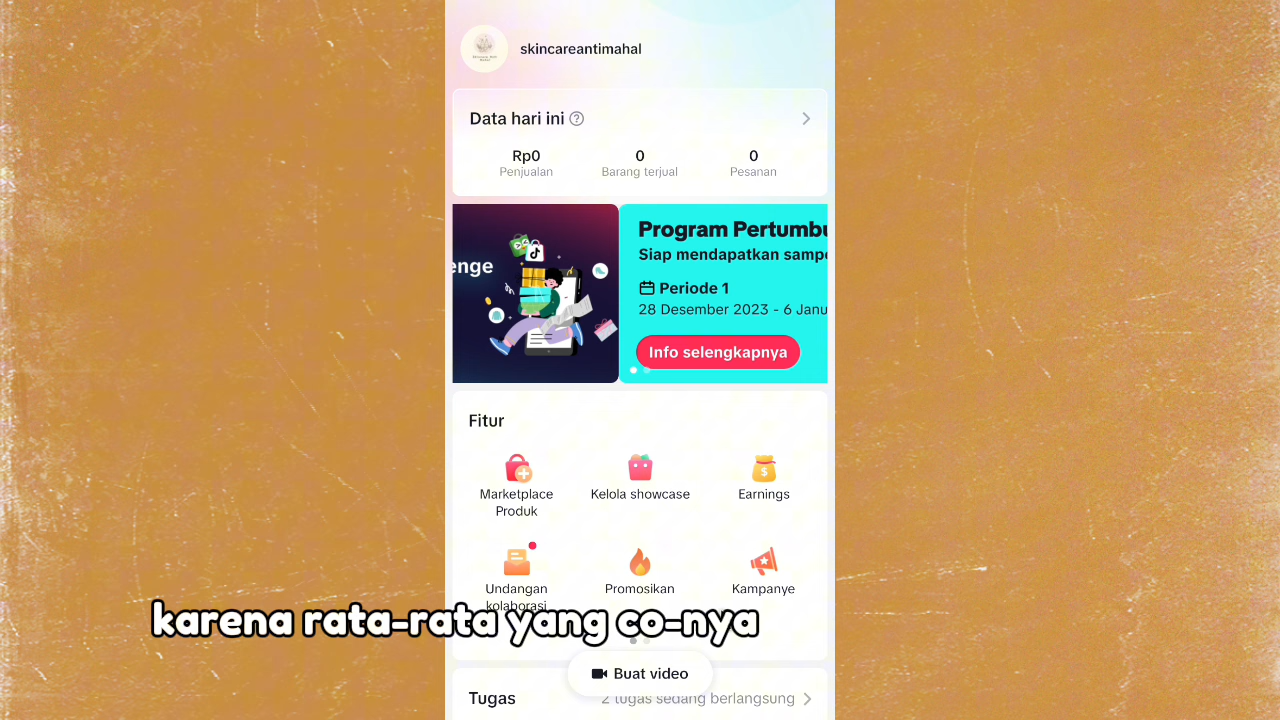 skincareantimahal
Data hari ini
Rp0
0
0
Penjualan
Barang terjual
Pesanan
enge
Program Pertumbu
Siap mendapatkan sampe
Periode 1
28 Desember 2023 - 6 Janu
Info selengkapnya
Fitur
Marketplace
Produk
Kelola showcase
Earnings
Undangan
kolaborasi
Promosikan
Kampanye
karena rata-rata yang co-nya
Buat video
Tugas
2 tugas sedang berlangsung